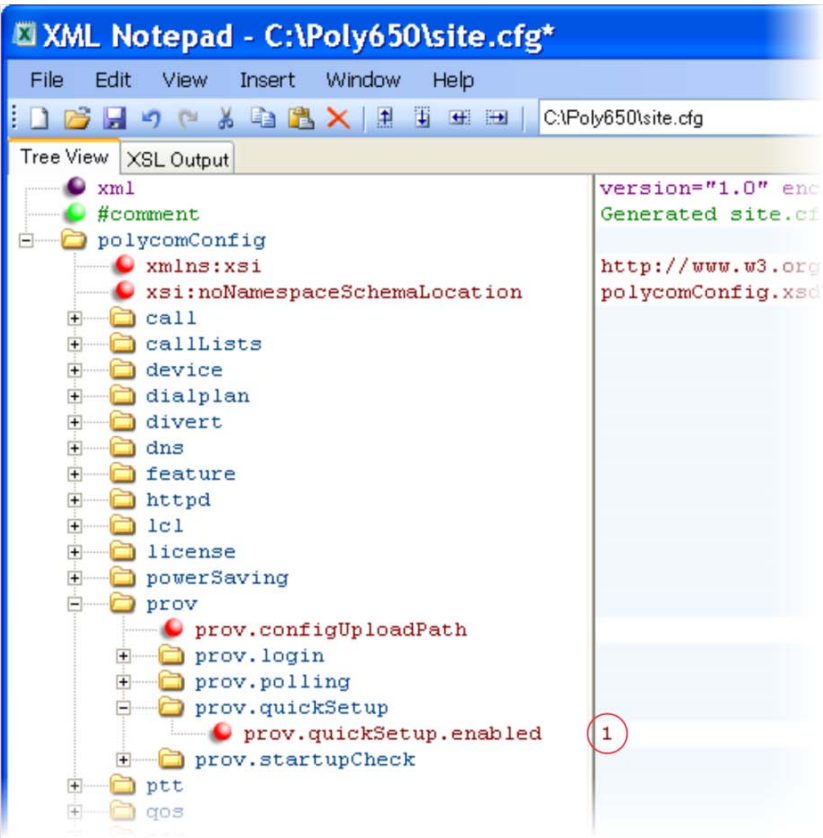 XML Notepad - C:\Poly650\site.cfg*
File Edit View Insert Window Help
C:\Poly650\site.cfg
Tree View XSL Output
xml version="1.0" enc
#comment Generated site.cf
polycomConfig
xmlns:xsi http://www.w3.org
xsi:noNamespaceSchemaLocation polycomConfig.xsd
call
callLists
device
dialplan
divert
dns
feature
httpd
lcl
license
powerSaving
prov
prov.configUploadPath
prov.login
prov.polling
prov.quickSetup
prov.quickSetup.enabled 1
prov.startupCheck
ptt
qos